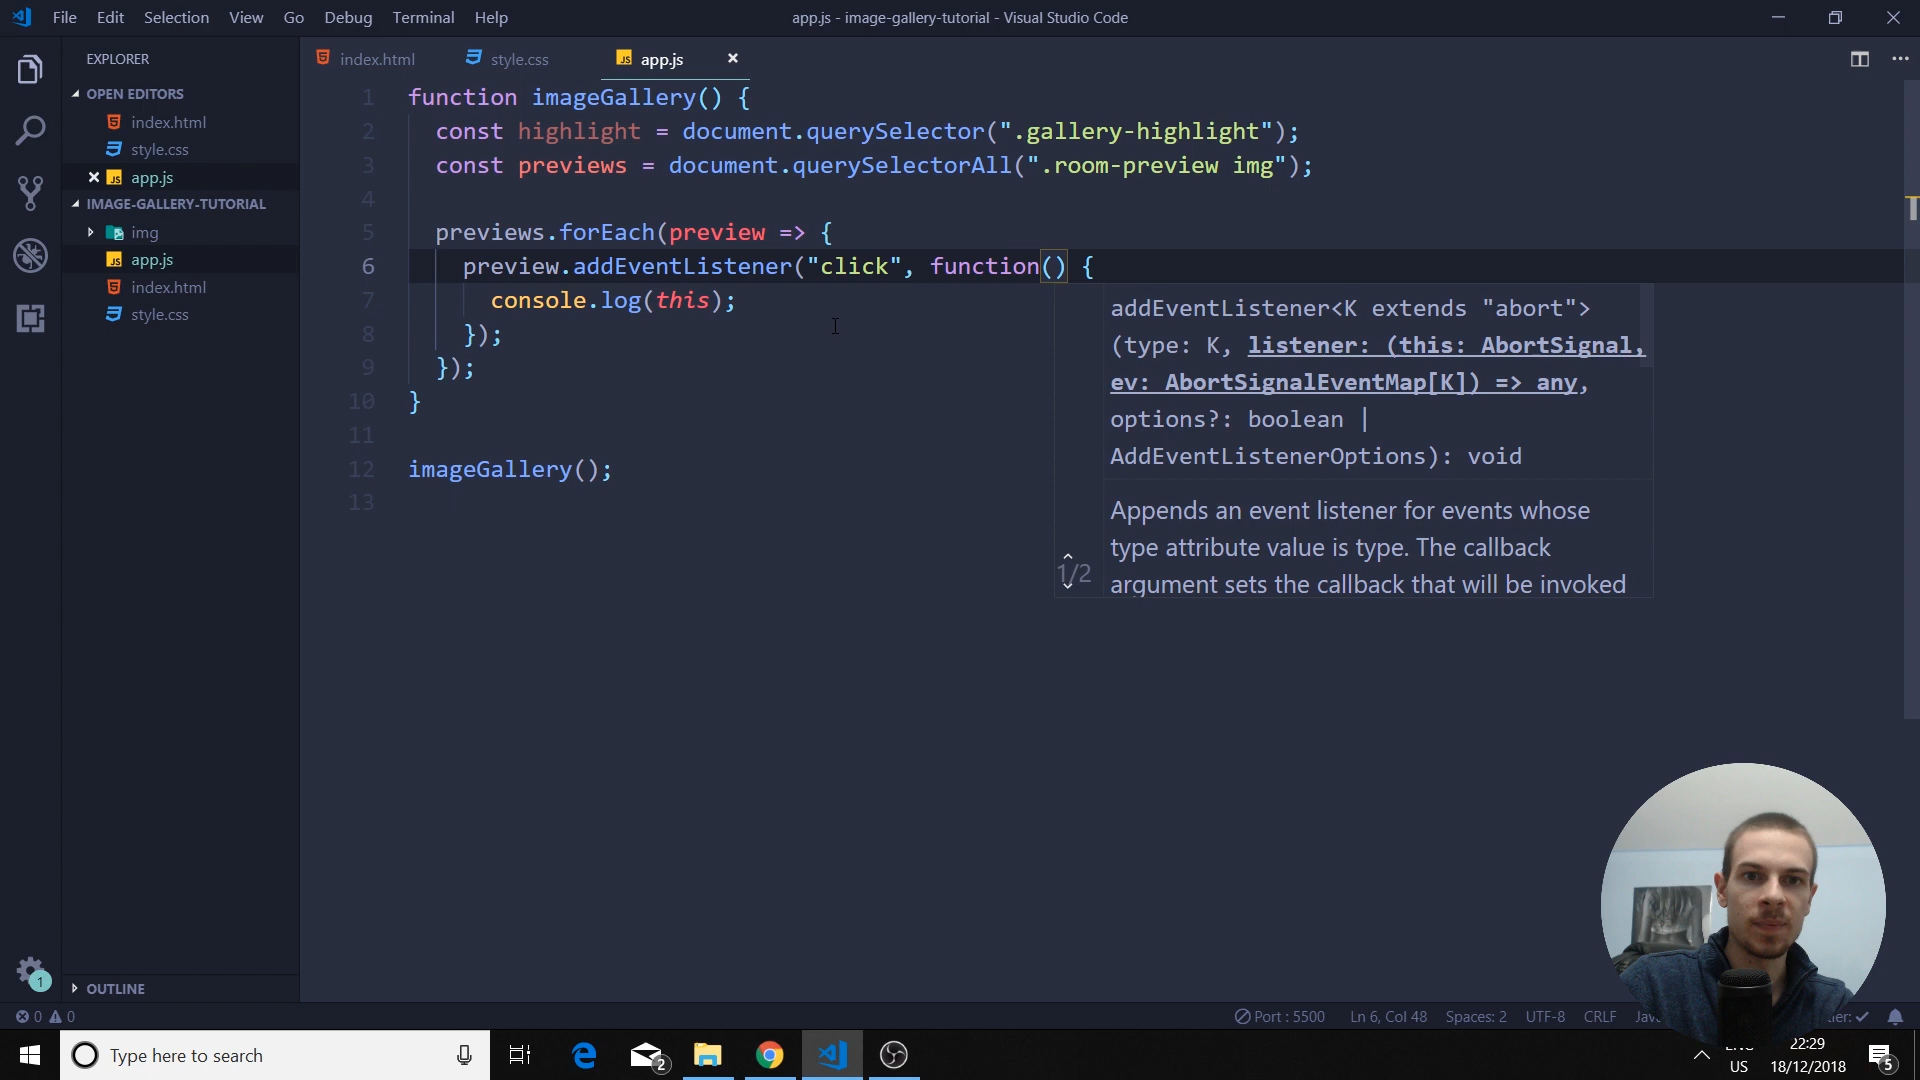 File Edit Selection View Go Debug Terminal Help
app.js - image-gallery-tutorial - Visual Studio Code
EXPLORER
OPEN EDITORS
index.html
style.css
app.js
IMAGE-GALLERY-TUTORIAL
img
app.js
index.html
style.css
OUTLINE
index.html style.css app.js
1 function imageGallery() {
2 const highlight = document.querySelector(".gallery-highlight");
3 const previews = document.querySelectorAll(".room-preview img");
4
5 previews.forEach(preview => {
6 preview.addEventListener("click", function() {
7 console.log(this);
8 });
9 });
10 }
11
12 imageGallery();
13
addEventListener<K extends "abort">
(type: K, listener: (this: AbortSignal,
ev: AbortSignalEventMap[K]) => any,
options?: boolean |
AddEventListenerOptions): void
Appends an event listener for events whose
type attribute value is type. The callback
argument sets the callback that will be invoked
1/2
1
0 0
Port : 5500 Ln 6, Col 48 Spaces: 2 UTF-8 CRLF
Type here to search
2
22:29
US 18/12/2018
5